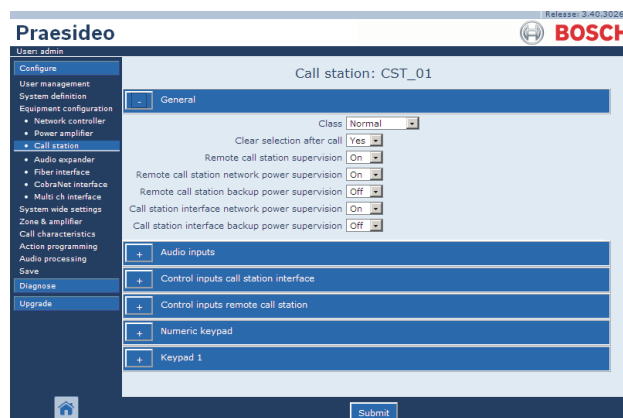 Release: 3.40.3026
Praesideo
BOSCH
User: admin
Configure
User management
System definition
Equipment configuration
• Network controller
• Power amplifier
• Call station
• Audio expander
• Fiber interface
• CobraNet interface
• Multi ch interface
System wide settings
Zone & amplifier
Call characteristics
Action programming
Audio processing
Save
Diagnose
Upgrade
Call station: CST_01
- General
Class Normal
Clear selection after call Yes
Remote call station supervision On
Remote call station network power supervision On
Remote call station backup power supervision Off
Call station interface network power supervision On
Call station interface backup power supervision Off
+ Audio inputs
+ Control inputs call station interface
+ Control inputs remote call station
+ Numeric keypad
+ Keypad 1
Submit